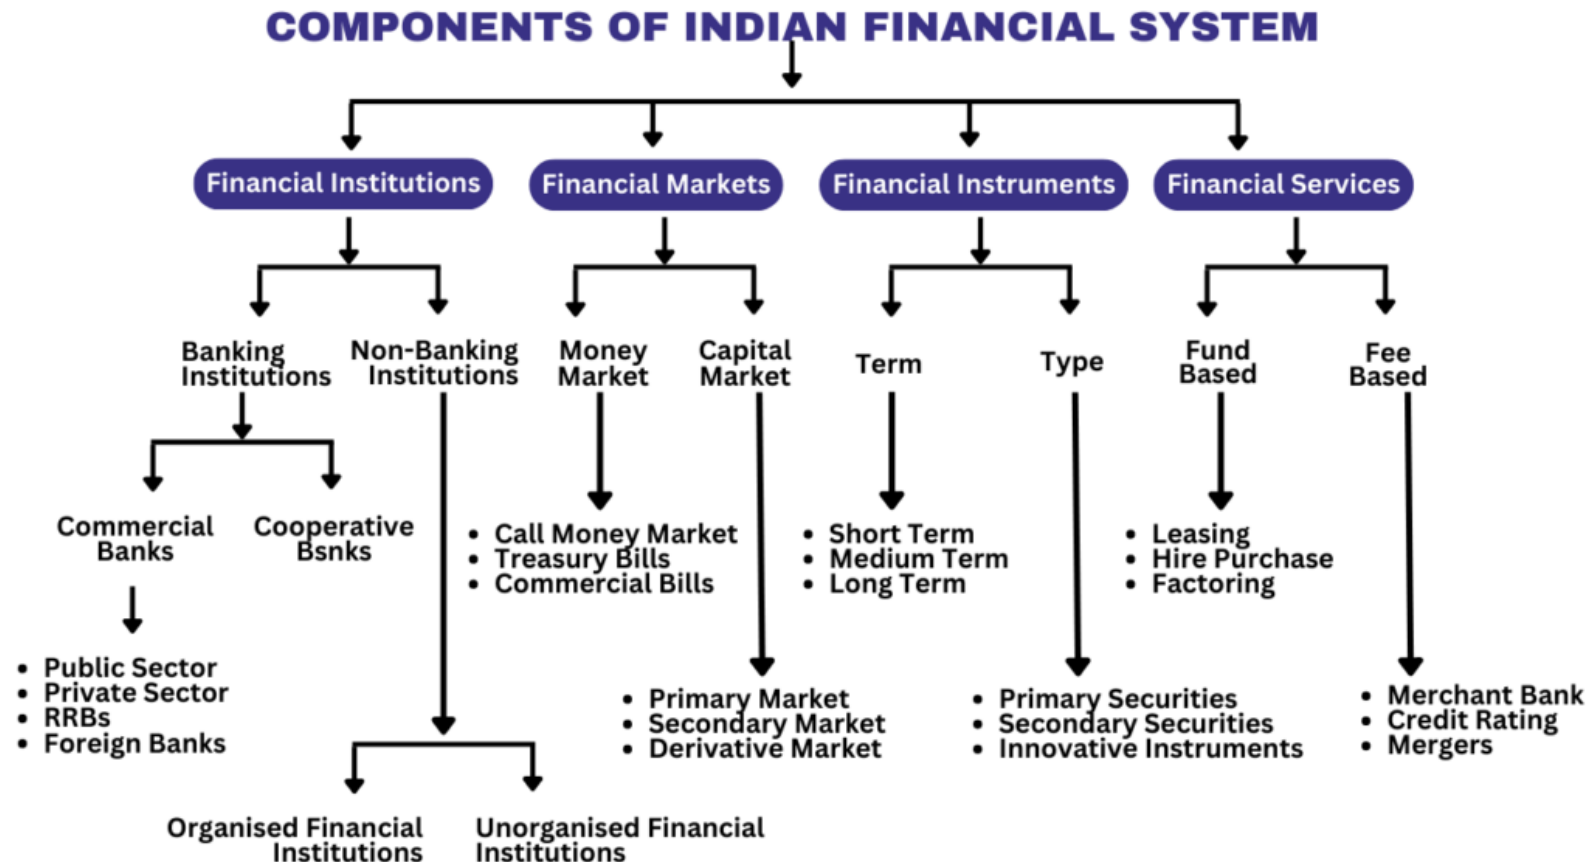 COMPONENTS OF INDIAN FINANCIAL SYSTEM
Financial Institutions
Financial Markets
Financial Instruments
Financial Services
Banking
Institutions
Non-Banking
Institutions
Money
Market
Capital
Market
Term
Type
Fund
Based
Fee
Based
Commercial
Banks
Cooperative
Bsnks
• Call Money Market
• Treasury Bills
• Commercial Bills
• Short Term
• Medium Term
• Long Term
• Leasing
• Hire Purchase
• Factoring
• Public Sector
• Private Sector
• RRBs
• Foreign Banks
• Primary Market
• Secondary Market
• Derivative Market
• Primary Securities
• Secondary Securities
• Innovative Instruments
• Merchant Bank
• Credit Rating
• Mergers
Organised Financial
Institutions
Unorganised Financial
Institutions